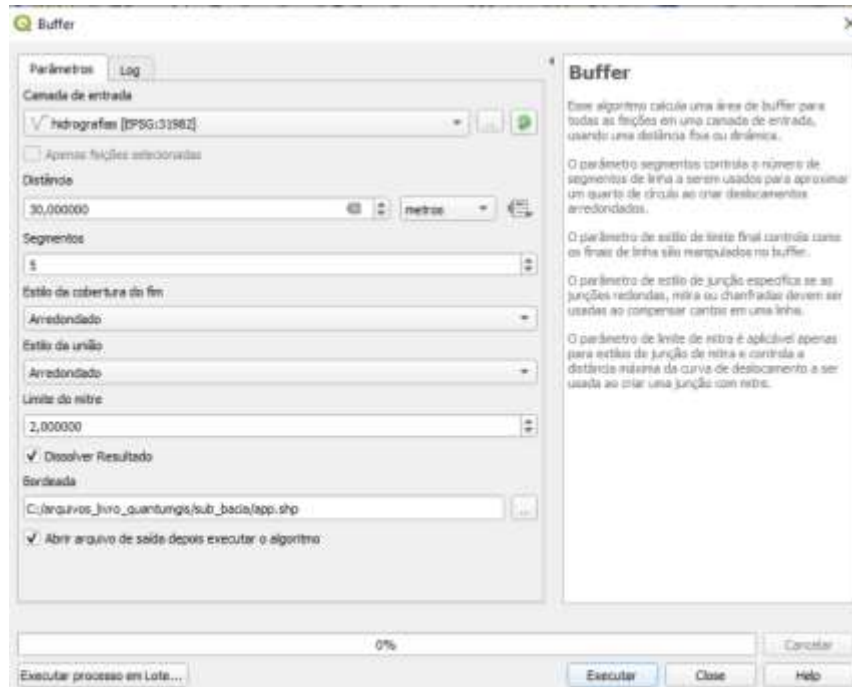 Buffer
Parâmetros
Log
Camada de entrada
hidrografias [EPSG:31982]
...
Apenas feições selecionadas
Distância
30,000000
metros
Segmentos
5
Estilo da cobertura do fim
Arredondado
Estilo da união
Arredondado
Limite do mitre
2,000000
Dissolver Resultado
Bordeada
C:/arquivos_livro_quantumgis/sub_bacia/app.shp
...
Abrir arquivo de saída depois executar o algoritmo
Buffer
Esse algoritmo calcula uma área de buffer para
todas as feições em uma camada de entrada,
usando uma distância fixa ou dinâmica.
O parâmetro segmentos controla o número de
segmentos de linha a serem usados para aproximar
um quarto de círculo ao criar deslocamentos
arredondados.
O parâmetro de estilo de limite final controla como
os finais de linha são manipulados no buffer.
O parâmetro de estilo de junção especifica se as
junções redondas, mitra ou chanfradas devem ser
usadas ao compensar cantos em uma linha.
O parâmetro de limite de mitra é aplicável apenas
para estilos de junção de mitra e controla a
distância máxima da curva de deslocamento a ser
usada ao criar uma junção com mitre.
0%
Cancelar
Executar processo em Lote...
Executar
Close
Help